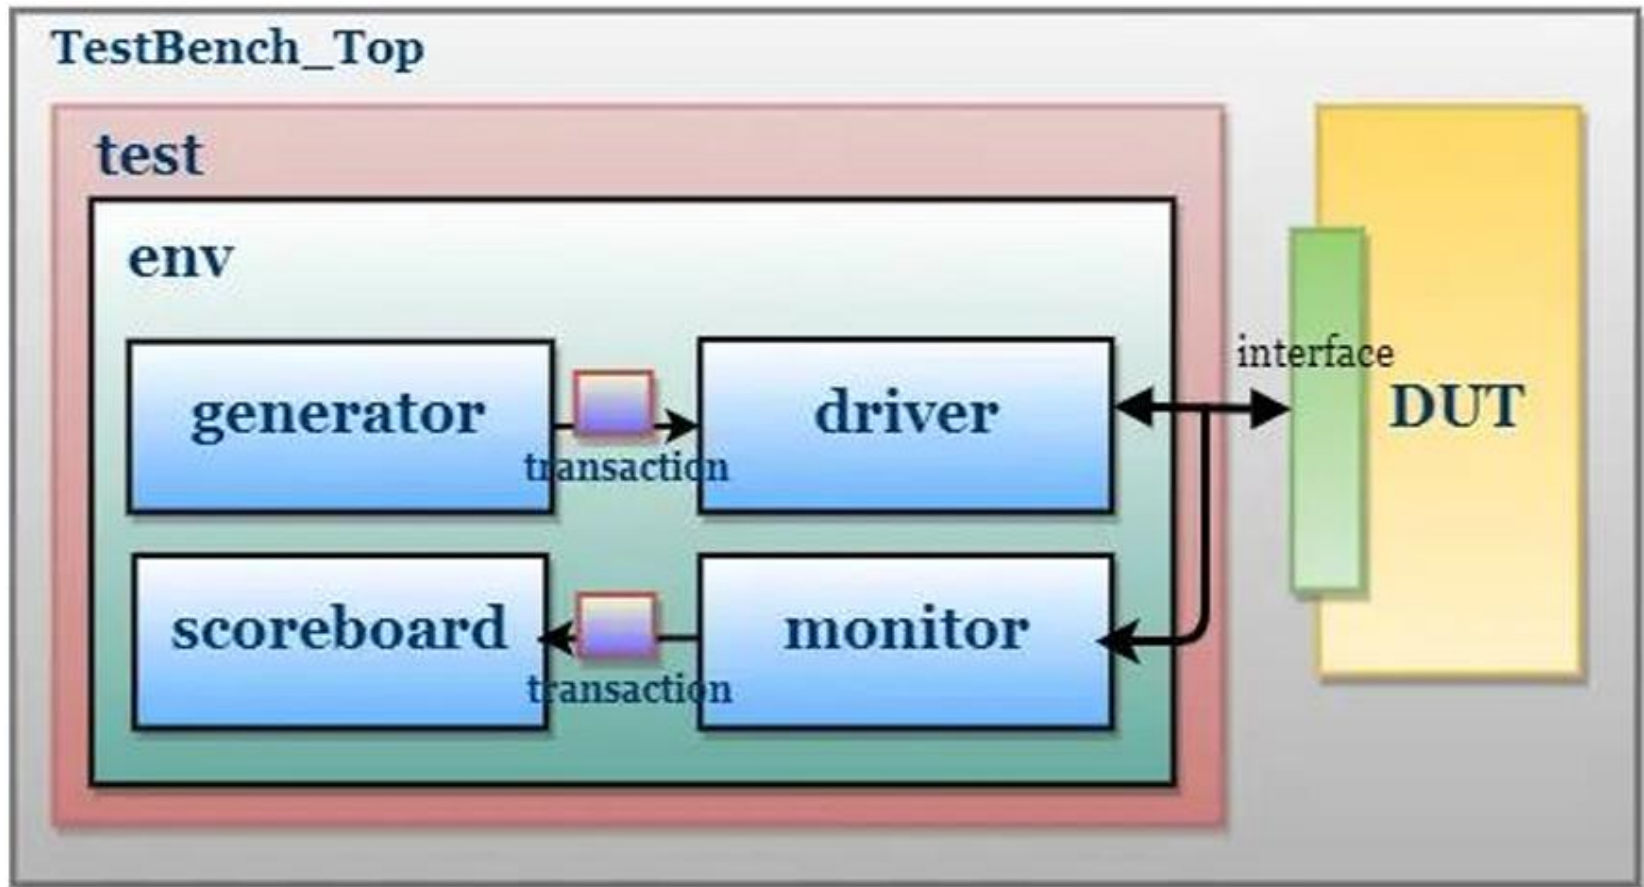 TestBench_Top
test
env
generator
transaction
driver
interface
DUT
scoreboard
transaction
monitor